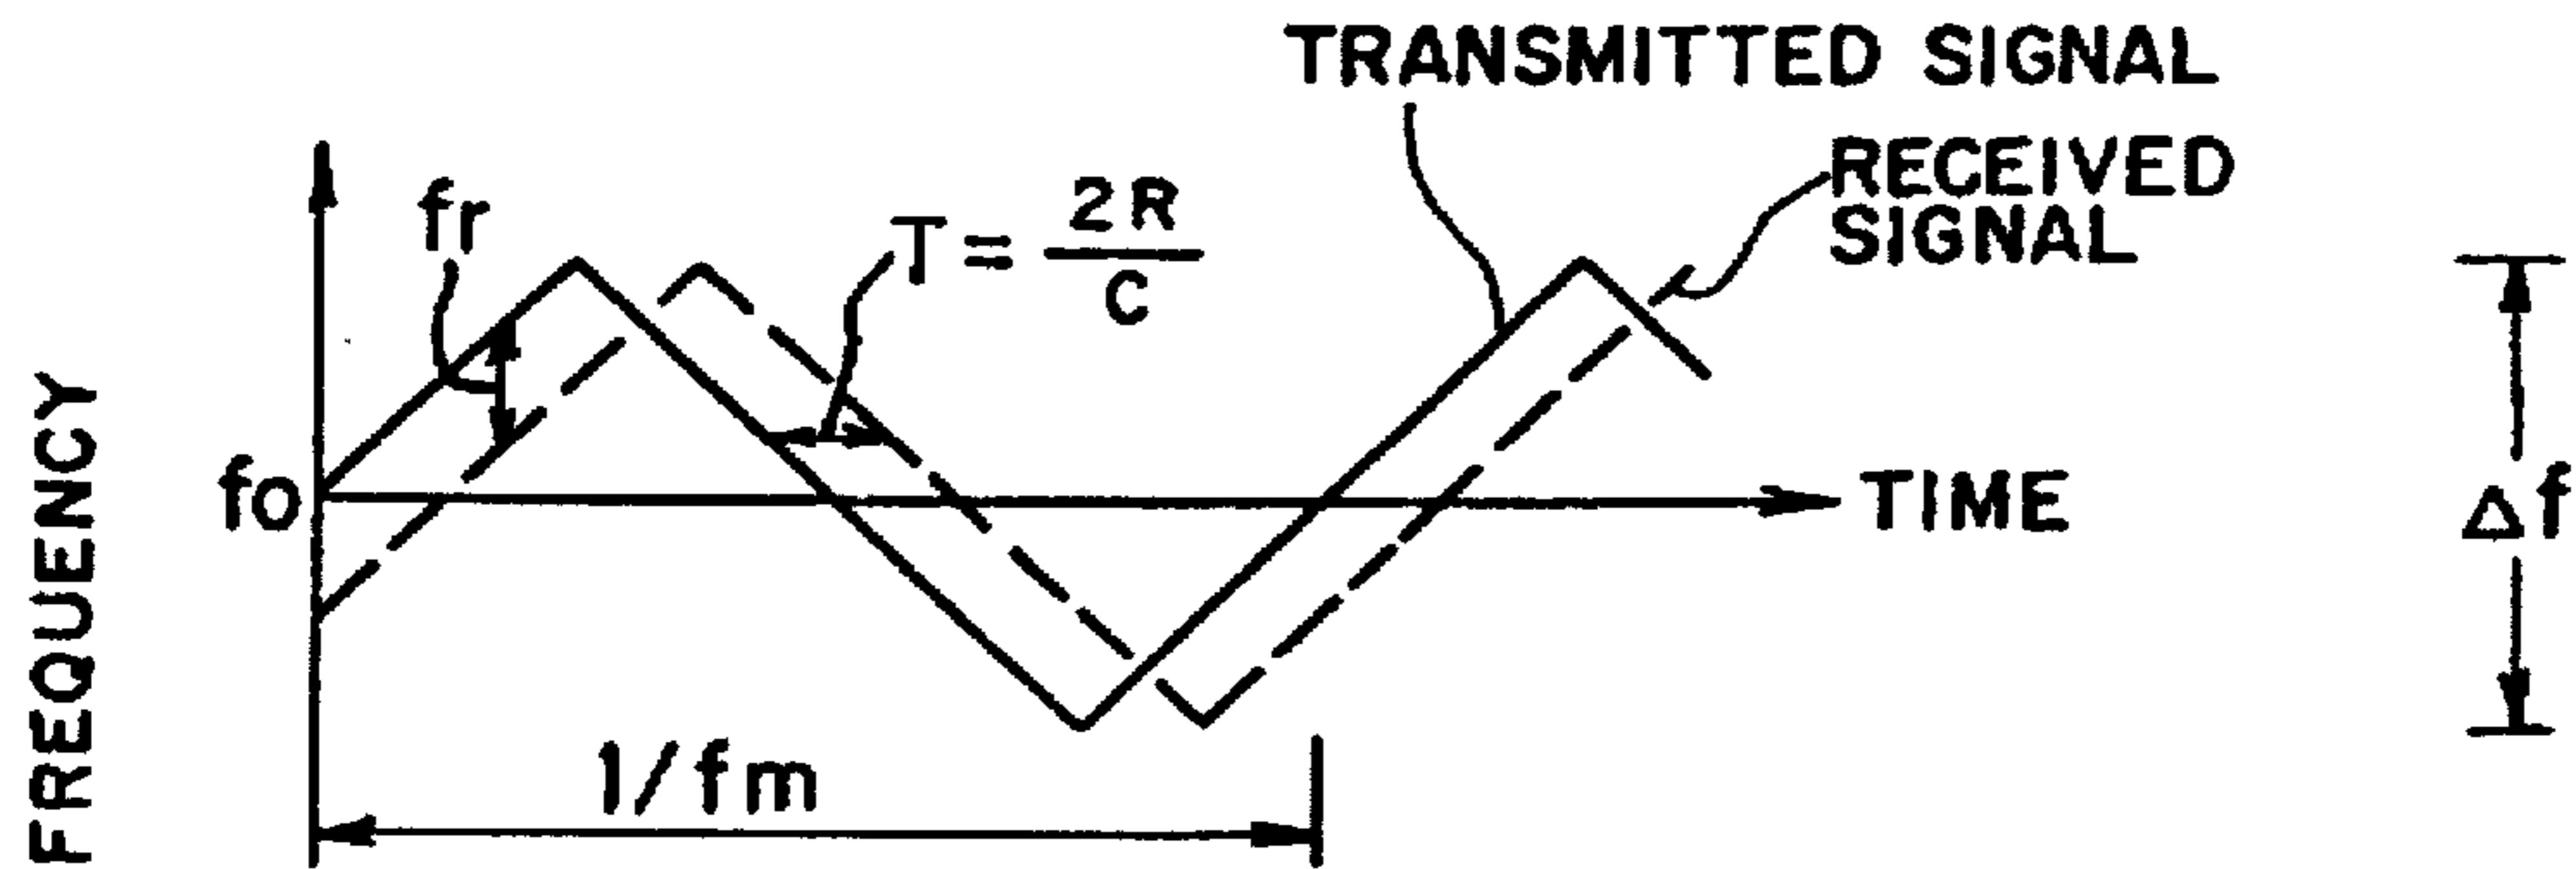 TRANSMITTED SIGNAL
RECEIVED
SIGNAL
fr
T = 2R
C
fo
TIME
Δf
FREQUENCY
1/fm